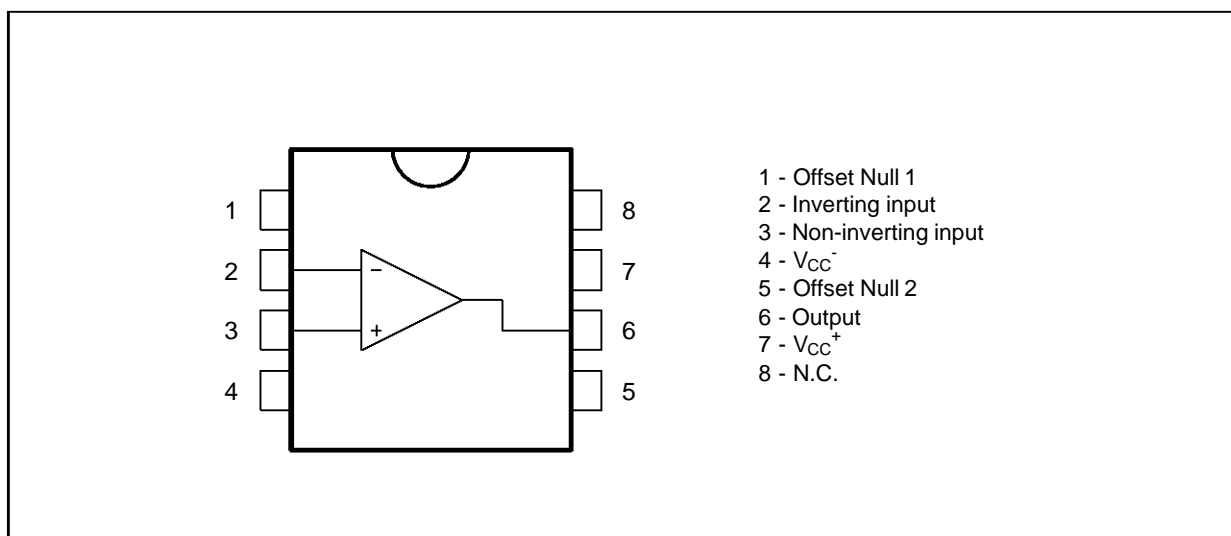 1
2
3
4
8
7
6
5
−
+
1 - Offset Null 1
2 - Inverting input
3 - Non-inverting input
4 - VCC-
5 - Offset Null 2
6 - Output
7 - VCC+
8 - N.C.